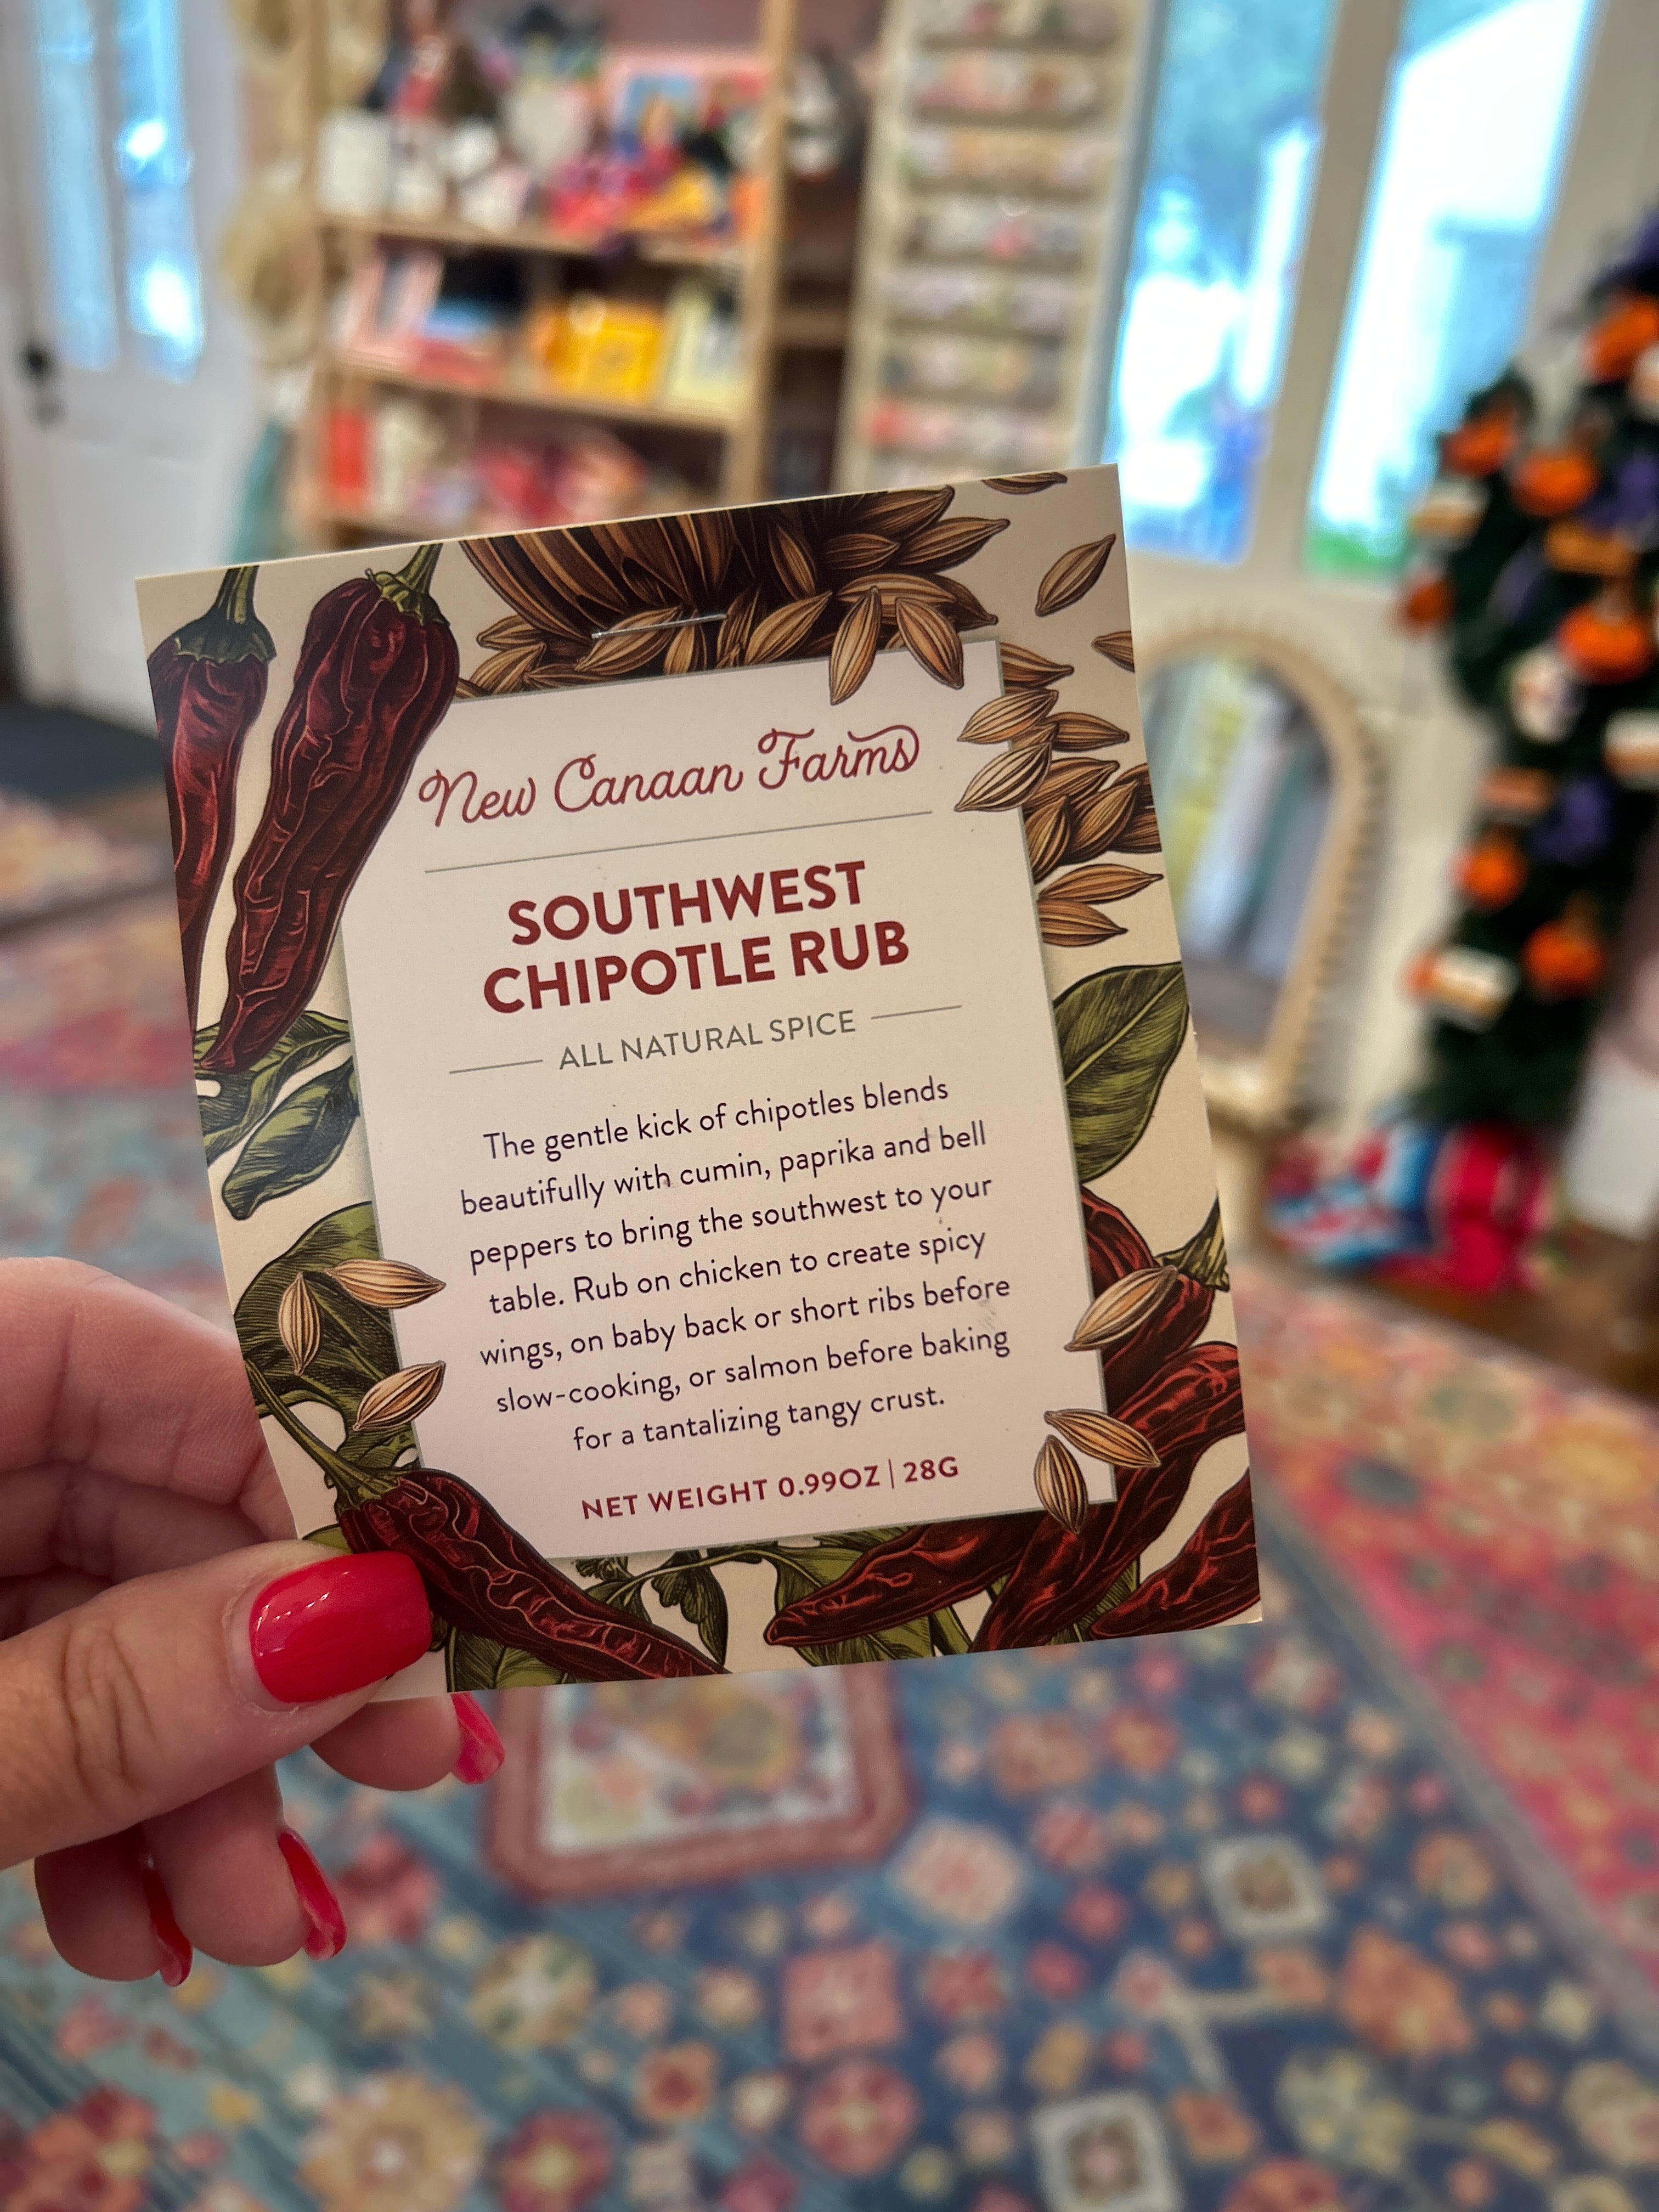 New Canaan Farms
SOUTHWEST
CHIPOTLE RUB
ALL NATURAL SPICE
The gentle kick of chipotles blends
beautifully with cumin, paprika and bell
peppers to bring the southwest to your
table. Rub on chicken to create spicy
wings, on baby back or short ribs before
slow-cooking, or salmon before baking
for a tantalizing tangy crust.
NET WEIGHT 0.99OZ | 28G